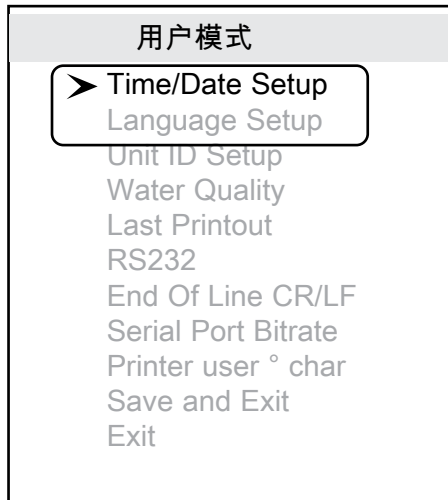 用户模式
Time/Date Setup
Language Setup
Unit ID Setup
Water Quality
Last Printout
RS232
End Of Line CR/LF
Serial Port Bitrate
Printer user ° char
Save and Exit
Exit